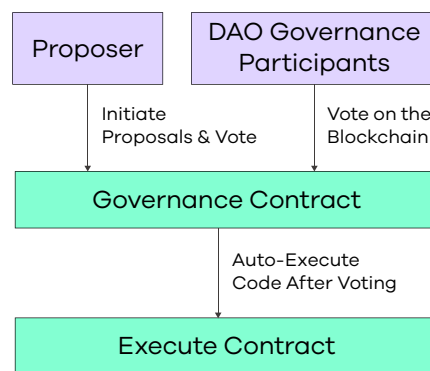 Proposer
DAO Governance
Participants
Initiate
Proposals & Vote
Vote on the
Blockchain
Governance Contract
Auto-Execute
Code After Voting
Execute Contract